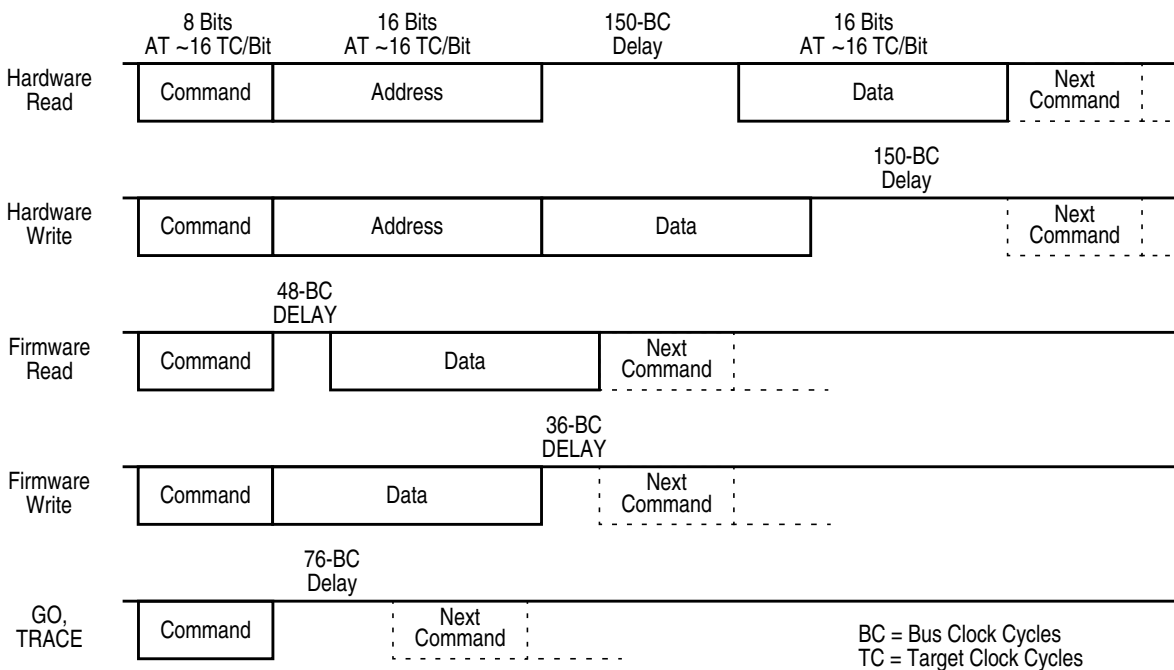 8 Bits
AT ~16 TC/Bit
16 Bits
AT ~16 TC/Bit
150-BC
Delay
16 Bits
AT ~16 TC/Bit
Hardware
Read
Command
Address
Data
Next
Command
150-BC
Delay
Hardware
Write
Command
Address
Data
Next
Command
48-BC
DELAY
Firmware
Read
Command
Data
Next
Command
36-BC
DELAY
Firmware
Write
Command
Data
Next
Command
76-BC
Delay
GO,
TRACE
Command
Next
Command
BC = Bus Clock Cycles
TC = Target Clock Cycles